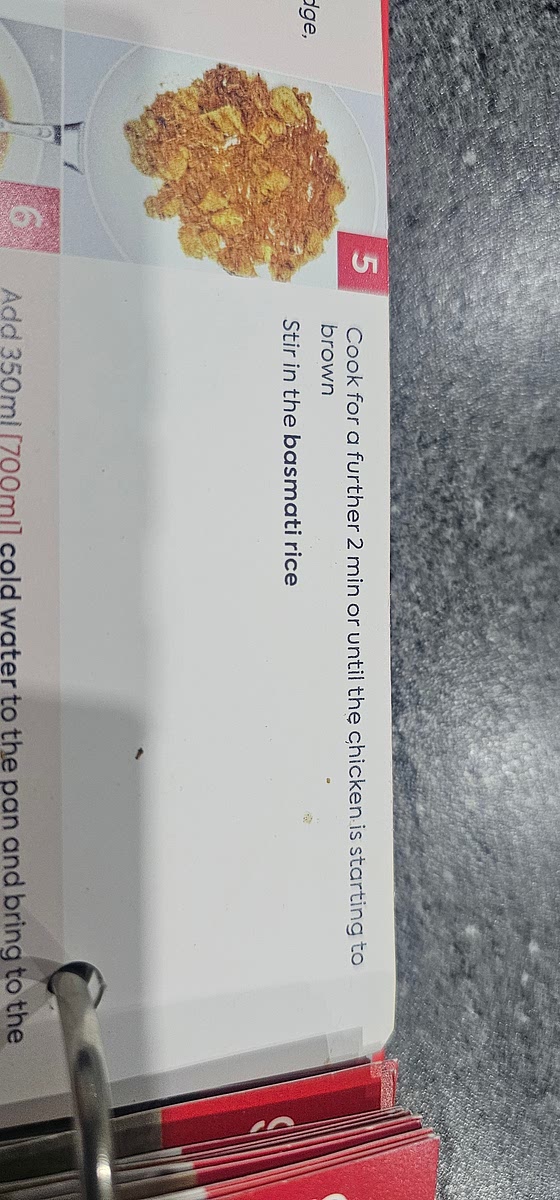 dge,
5
Cook for a further 2 min or until the chicken is starting to
brown
Stir in the basmati rice
6
Add 350ml [700ml] cold water to the pan and bring to the